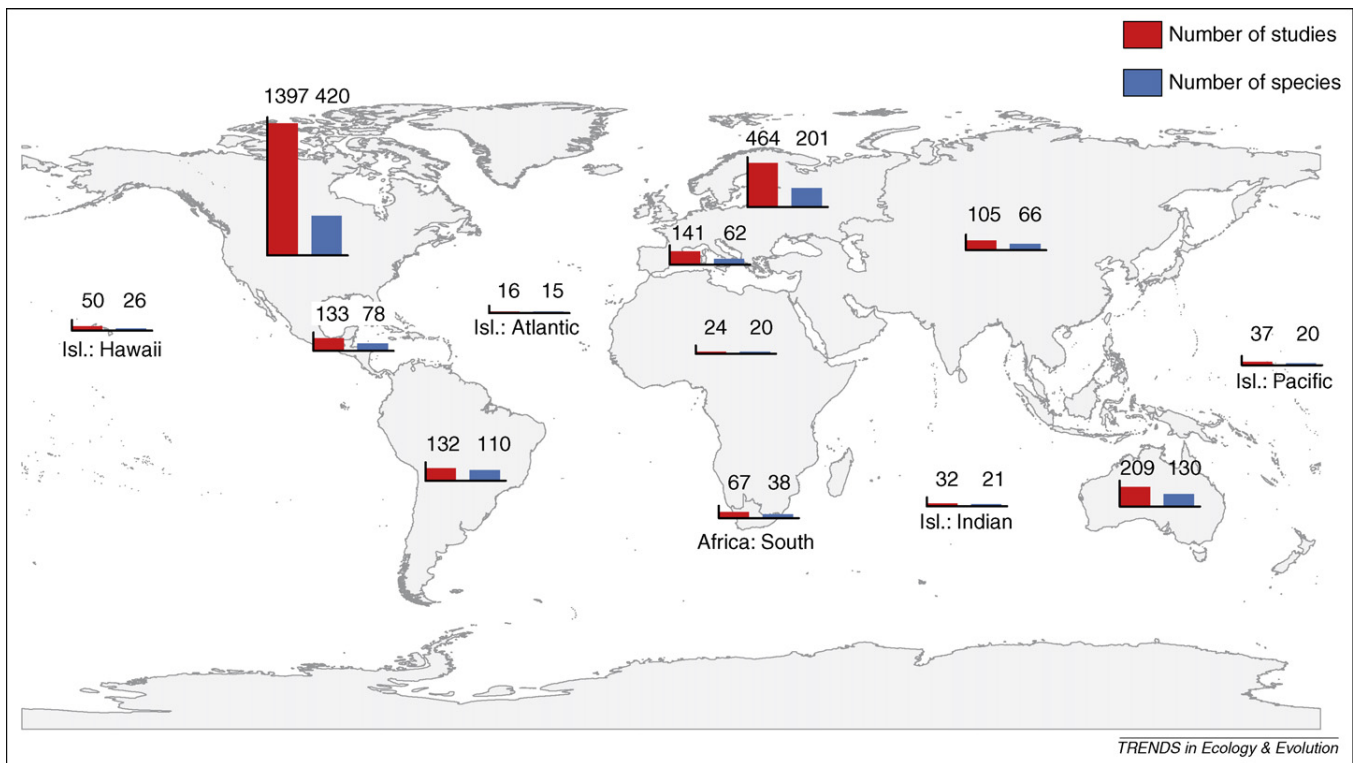 Number of studies
Number of species
1397 420
464 201
141 62
105 66
50 26
Isl.: Hawaii
133 78
16 15
Isl.: Atlantic
24 20
37 20
Isl.: Pacific
132 110
67 38
Africa: South
32 21
Isl.: Indian
209 130
TRENDS in Ecology & Evolution